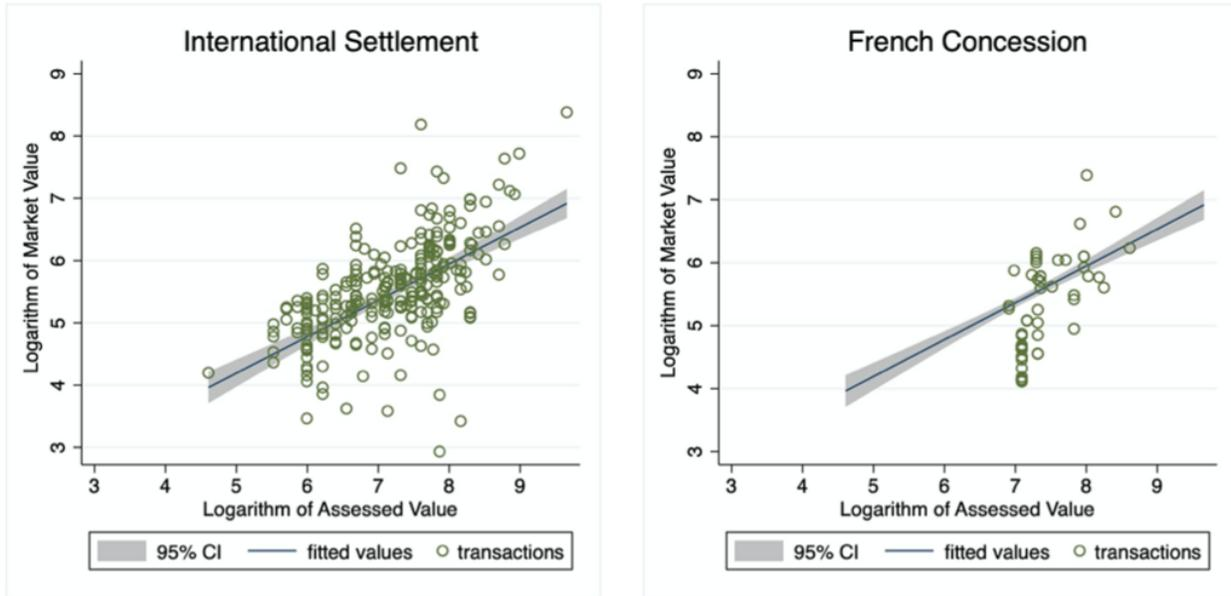 International Settlement
Logarithm of Market Value
9
8
7
6
5
4
3
3 4 5 6 7 8 9
Logarithm of Assessed Value
95% CI fitted values transactions
French Concession
Logarithm of Market Value
9
8
7
6
5
4
3
3 4 5 6 7 8 9
Logarithm of Assessed Value
95% CI fitted values transactions